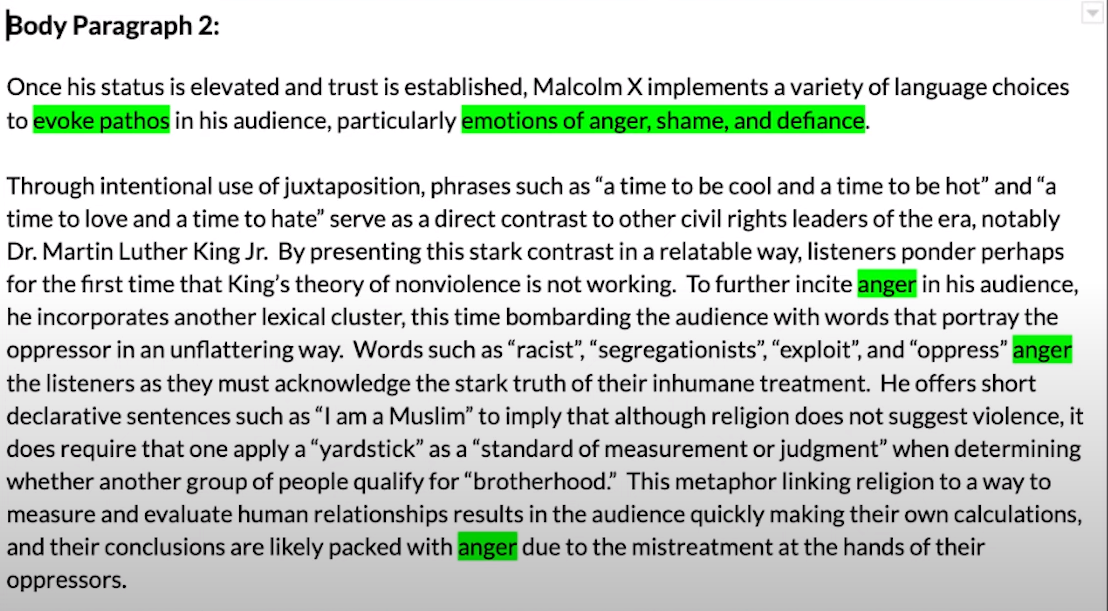 Body Paragraph 2:
Once his status is elevated and trust is established, Malcolm X implements a variety of language choices
to evoke pathos in his audience, particularly emotions of anger, shame, and defiance.
Through intentional use of juxtaposition, phrases such as “a time to be cool and a time to be hot” and “a
time to love and a time to hate” serve as a direct contrast to other civil rights leaders of the era, notably
Dr. Martin Luther King Jr.  By presenting this stark contrast in a relatable way, listeners ponder perhaps
for the first time that King’s theory of nonviolence is not working.  To further incite anger in his audience,
he incorporates another lexical cluster, this time bombarding the audience with words that portray the
oppressor in an unflattering way.  Words such as “racist”, “segregationists”, “exploit”, and “oppress” anger
the listeners as they must acknowledge the stark truth of their inhumane treatment.  He offers short
declarative sentences such as “I am a Muslim” to imply that although religion does not suggest violence, it
does require that one apply a “yardstick” as a “standard of measurement or judgment” when determining
whether another group of people qualify for “brotherhood.”  This metaphor linking religion to a way to
measure and evaluate human relationships results in the audience quickly making their own calculations,
and their conclusions are likely packed with anger due to the mistreatment at the hands of their
oppressors.